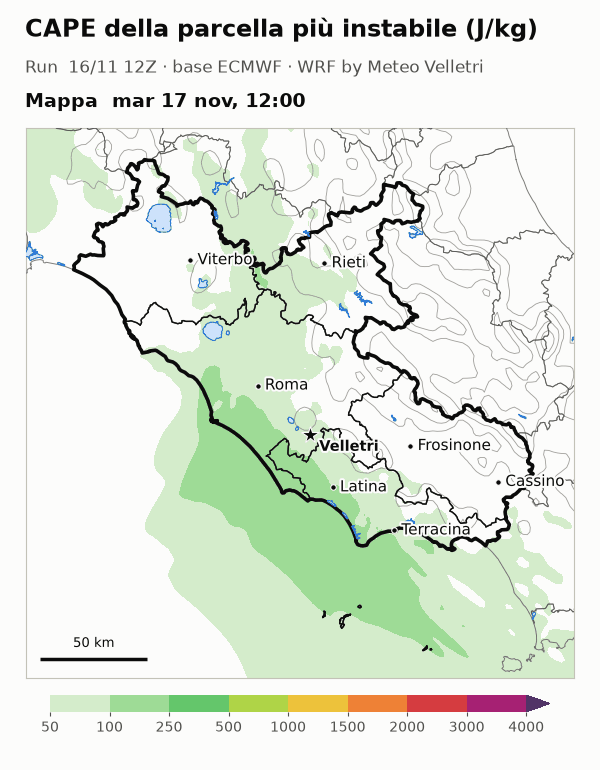 CAPE della parcella più instabile (J/kg)
Run  16/11 12Z · base ECMWF · WRF by Meteo Velletri
Mappa  mar 17 nov, 12:00
Viterbo
Rieti
Roma
Velletri
Frosinone
Latina
Cassino
Terracina
50 km
50 100 250 500 1000 1500 2000 3000 4000